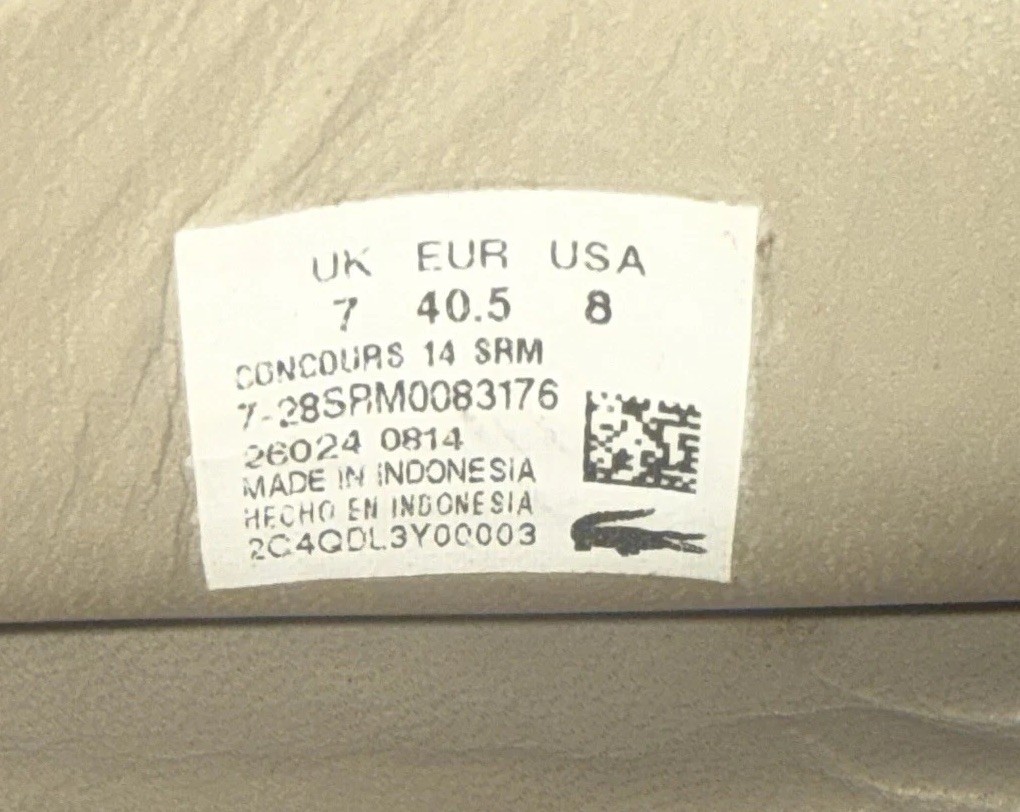 UK EUR USA
7 40.5 8
CONCOURS 14 SRM
7-28SRM0083176
26024 0814
MADE IN INDONESIA
HECHO EN INDONESIA
2C4QDL3Y00003